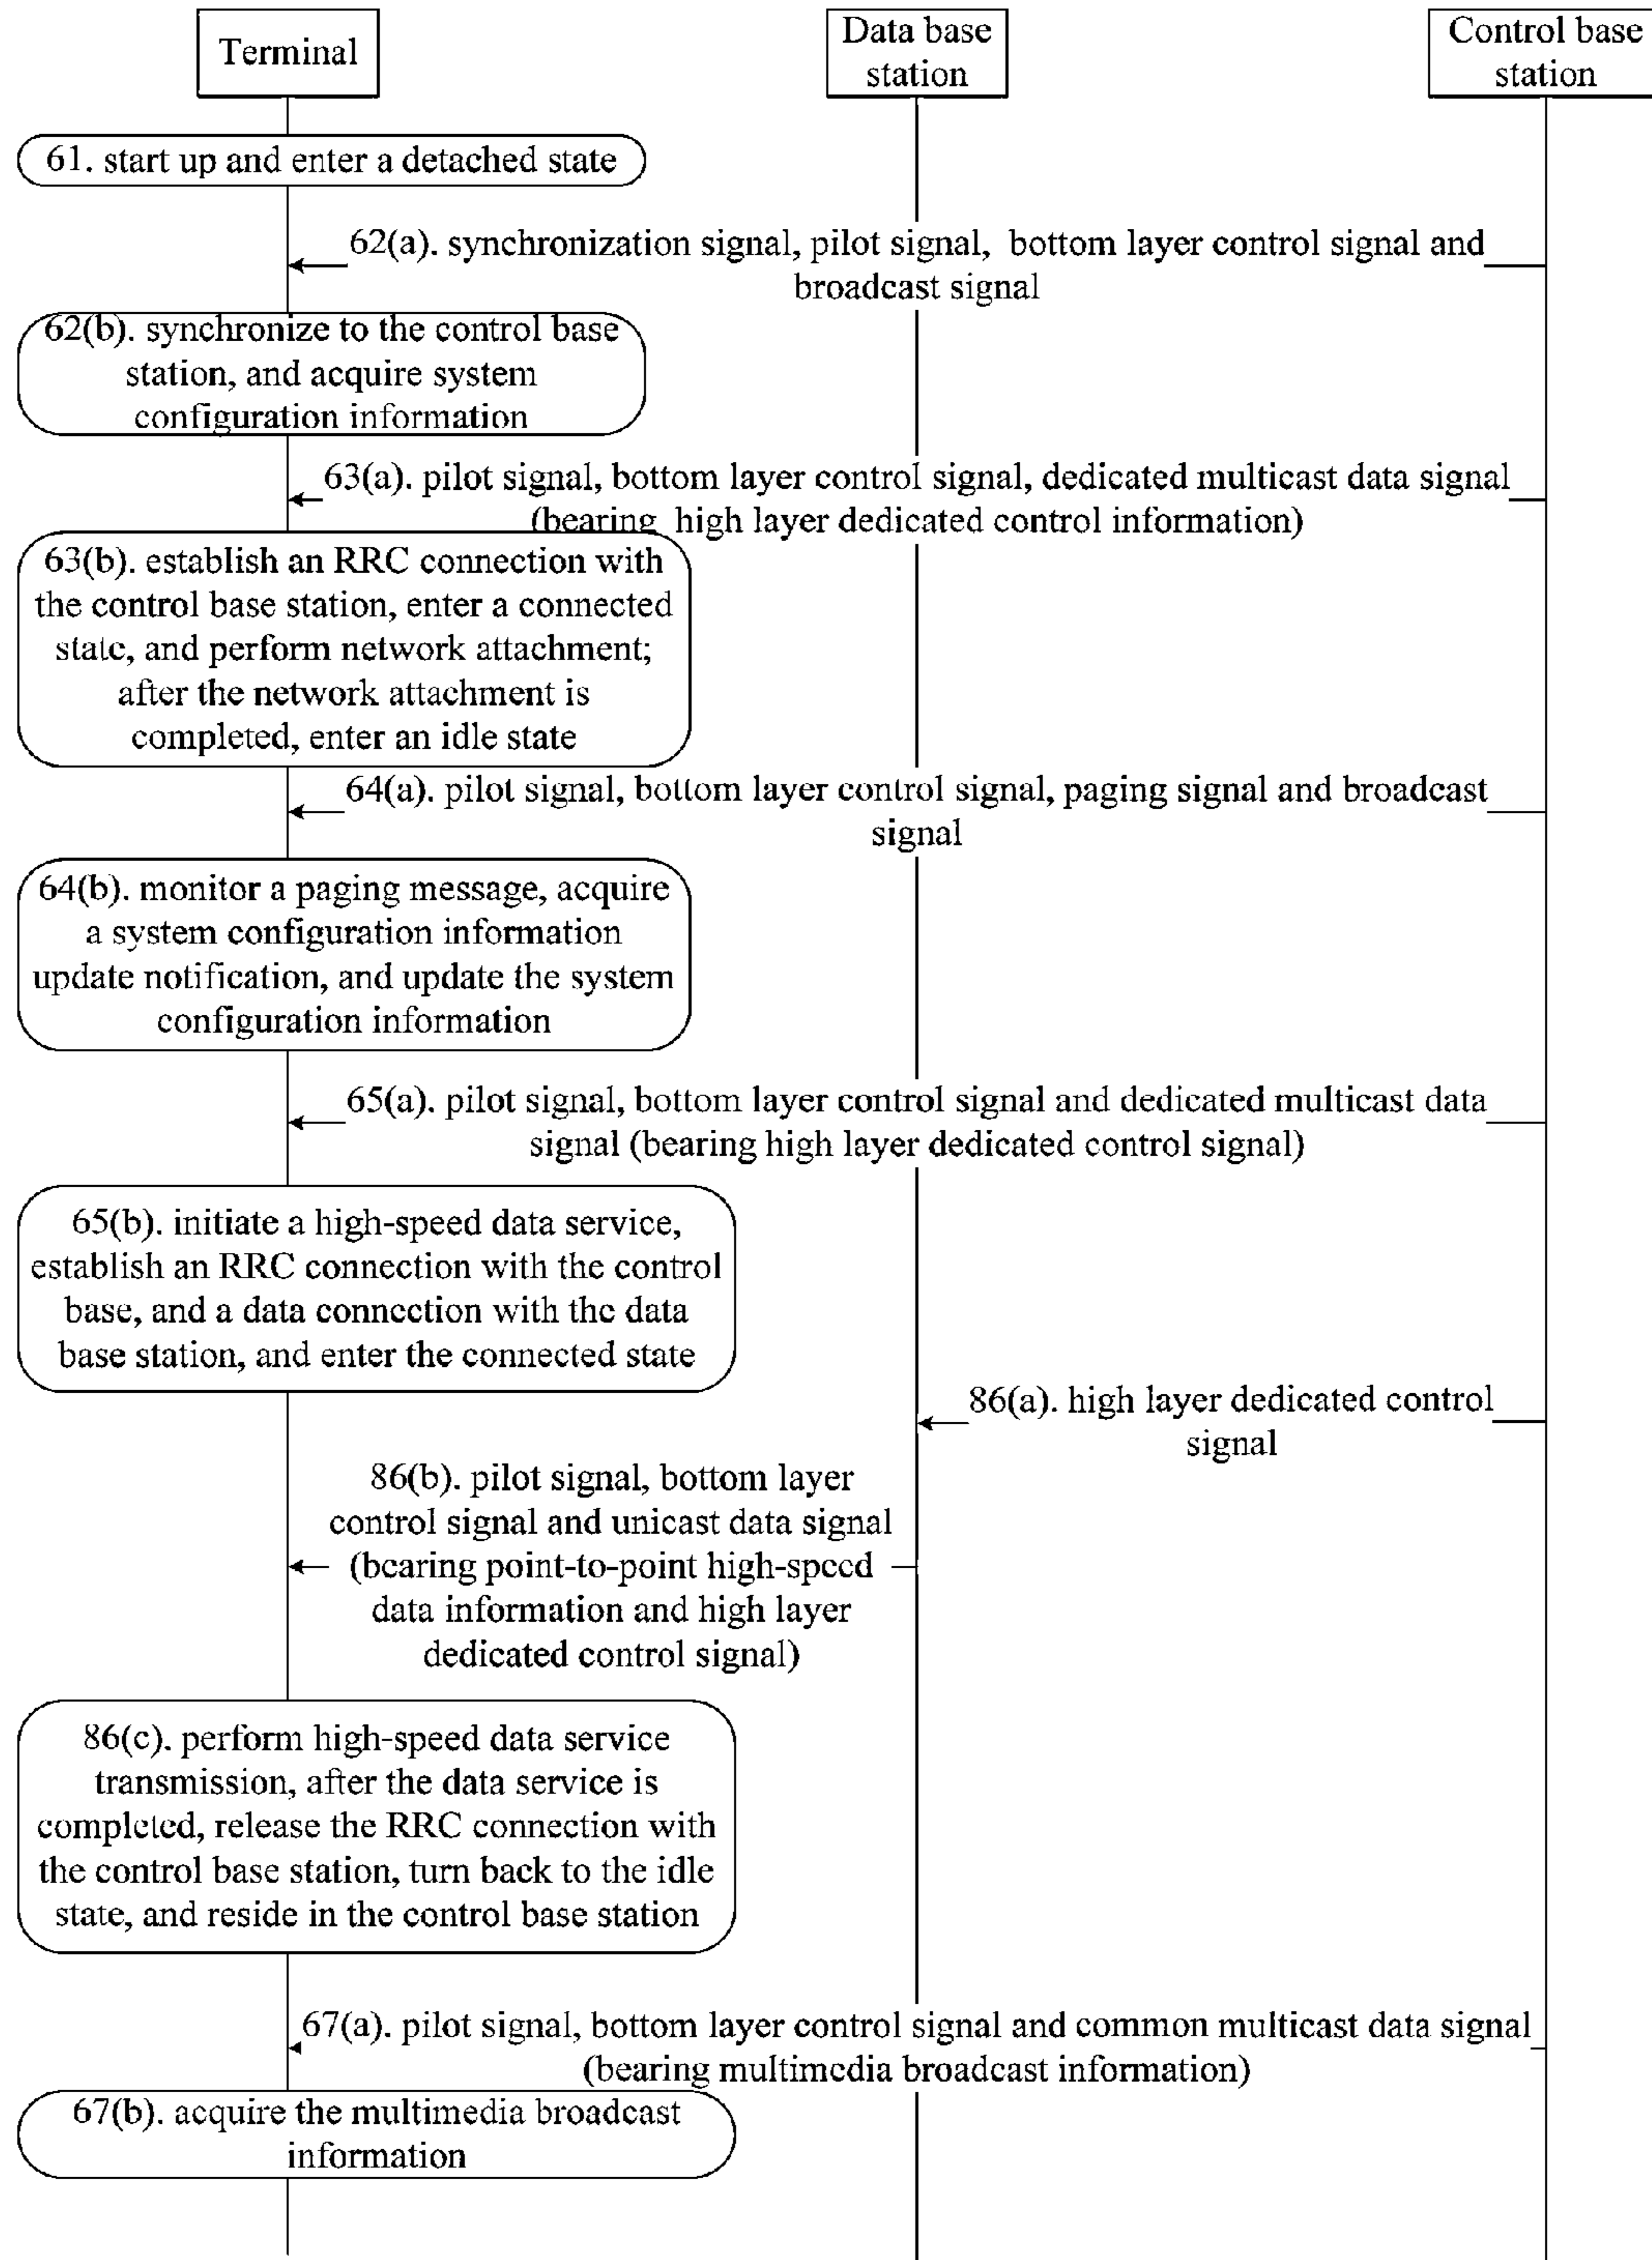 Terminal
Data base
station
Control base
station
61. start up and enter a detached state
62(a). synchronization signal, pilot signal, bottom layer control signal and
broadcast signal
62(b). synchronize to the control base
station, and acquire system
configuration information
63(a). pilot signal, bottom layer control signal, dedicated multicast data signal
(bearing high layer dedicated control information)
63(b). establish an RRC connection with
the control base station, enter a connected
state, and perform network attachment;
after the network attachment is
completed, enter an idle state
64(a). pilot signal, bottom layer control signal, paging signal and broadcast
signal
64(b). monitor a paging message, acquire
a system configuration information
update notification, and update the system
configuration information
65(a). pilot signal, bottom layer control signal and dedicated multicast data
signal (bearing high layer dedicated control signal)
65(b). initiate a high-speed data service,
establish an RRC connection with the control
base, and a data connection with the data
base station, and enter the connected state
86(a). high layer dedicated control
signal
86(b). pilot signal, bottom layer
control signal and unicast data signal
(bearing point-to-point high-speed
data information and high layer
dedicated control signal)
86(c). perform high-speed data service
transmission, after the data service is
completed, release the RRC connection with
the control base station, turn back to the idle
state, and reside in the control base station
67(a). pilot signal, bottom layer control signal and common multicast data signal
(bearing multimedia broadcast information)
67(b). acquire the multimedia broadcast
information